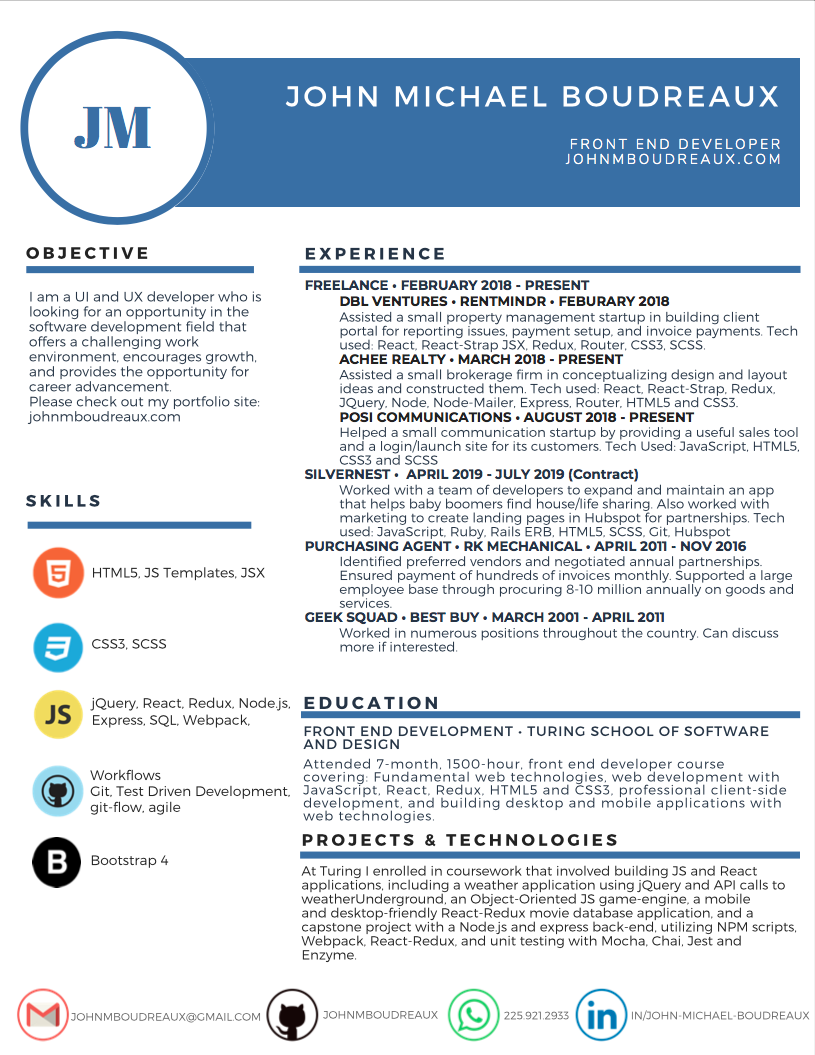 JM
JOHN MICHAEL BOUDREAUX
FRONT END DEVELOPER
JOHNMBOUDREAUX.COM
OBJECTIVE
I am a UI and UX developer who is
looking for an opportunity in the
software development field that
offers a challenging work
environment, encourages growth,
and provides the opportunity for
career advancement.
Please check out my portfolio site:
johnmboudreaux.com
SKILLS
HTML5, JS Templates, JSX
CSS3, SCSS
JS
jQuery, React, Redux, Node.js,
Express, SQL, Webpack,
Workflows
Git, Test Driven Development,
git-flow, agile
B
Bootstrap 4
EXPERIENCE
FREELANCE • FEBRUARY 2018 - PRESENT
DBL VENTURES • RENTMINDR • FEBURARY 2018
Assisted a small property management startup in building client
portal for reporting issues, payment setup, and invoice payments. Tech
used: React, React-Strap JSX, Redux, Router, CSS3, SCSS.
ACHEE REALTY • MARCH 2018 - PRESENT
Assisted a small brokerage firm in conceptualizing design and layout
ideas and constructed them. Tech used: React, React-Strap, Redux,
JQuery, Node, Node-Mailer, Express, Router, HTML5 and CSS3.
POSI COMMUNICATIONS • AUGUST 2018 - PRESENT
Helped a small communication startup by providing a useful sales tool
and a login/launch site for its customers. Tech Used: JavaScript, HTML5,
CSS3 and SCSS
SILVERNEST • APRIL 2019 - JULY 2019 (Contract)
Worked with a team of developers to expand and maintain an app
that helps baby boomers find house/life sharing. Also worked with
marketing to create landing pages in Hubspot for partnerships. Tech
used: JavaScript, Ruby, Rails ERB, HTML5, SCSS, Git, Hubspot
PURCHASING AGENT • RK MECHANICAL • APRIL 2011 - NOV 2016
Identified preferred vendors and negotiated annual partnerships.
Ensured payment of hundreds of invoices monthly. Supported a large
employee base through procuring 8-10 million annually on goods and
services.
GEEK SQUAD • BEST BUY • MARCH 2001 - APRIL 2011
Worked in numerous positions throughout the country. Can discuss
more if interested.
EDUCATION
FRONT END DEVELOPMENT • TURING SCHOOL OF SOFTWARE
AND DESIGN
Attended 7-month, 1500-hour, front end developer course
covering: Fundamental web technologies, web development with
JavaScript, React, Redux, HTML5 and CSS3, professional client-side
development, and building desktop and mobile applications with
web technologies.
PROJECTS & TECHNOLOGIES
At Turing I enrolled in coursework that involved building JS and React
applications, including a weather application using jQuery and API calls to
weatherUnderground, an Object-Oriented JS game-engine, a mobile
and desktop-friendly React-Redux movie database application, and a
capstone project with a Node.js and express back-end, utilizing NPM scripts,
Webpack, React-Redux, and unit testing with Mocha, Chai, Jest and
Enzyme.
JOHNMBOUDREAUX@GMAIL.COM
JOHNMBOUDREAUX
225.921.2933
in
IN/JOHN-MICHAEL-BOUDREAUX